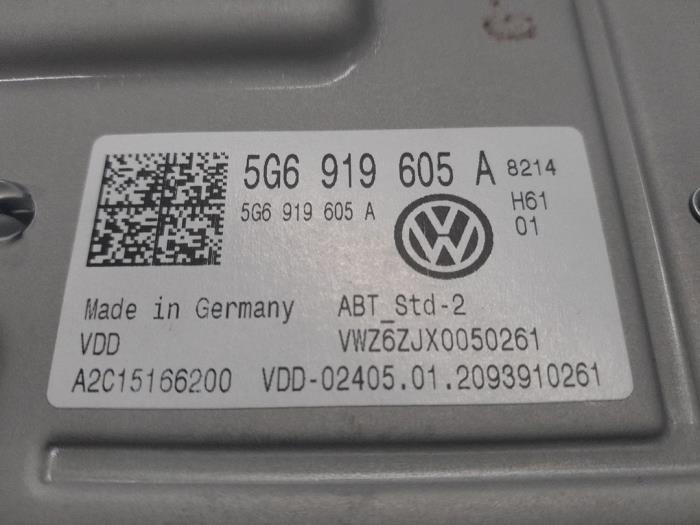 5G6 919 605 A 8214
5G6 919 605 A H61
01
Made in Germany ABT_Std-2
VDD VWZ6ZJX0050261
A2C15166200 VDD-02405.01.2093910261